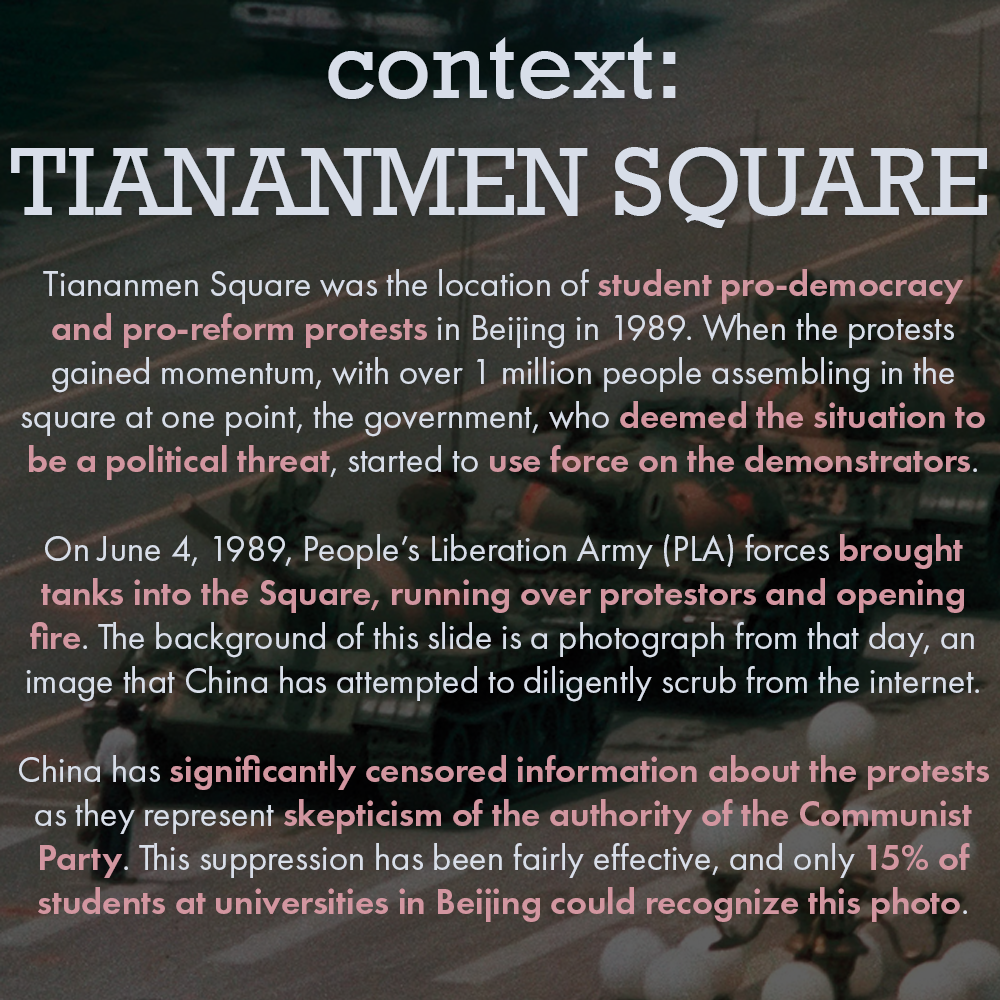 context:
TIANANMEN SQUARE
Tiananmen Square was the location of student pro-democracy
and pro-reform protests in Beijing in 1989. When the protests
gained momentum, with over 1 million people assembling in the
square at one point, the government, who deemed the situation to
be a political threat, started to use force on the demonstrators.
On June 4, 1989, People’s Liberation Army (PLA) forces brought
tanks into the Square, running over protestors and opening
fire. The background of this slide is a photograph from that day, an
image that China has attempted to diligently scrub from the internet.
China has significantly censored information about the protests
as they represent skepticism of the authority of the Communist
Party. This suppression has been fairly effective, and only 15% of
students at universities in Beijing could recognize this photo.